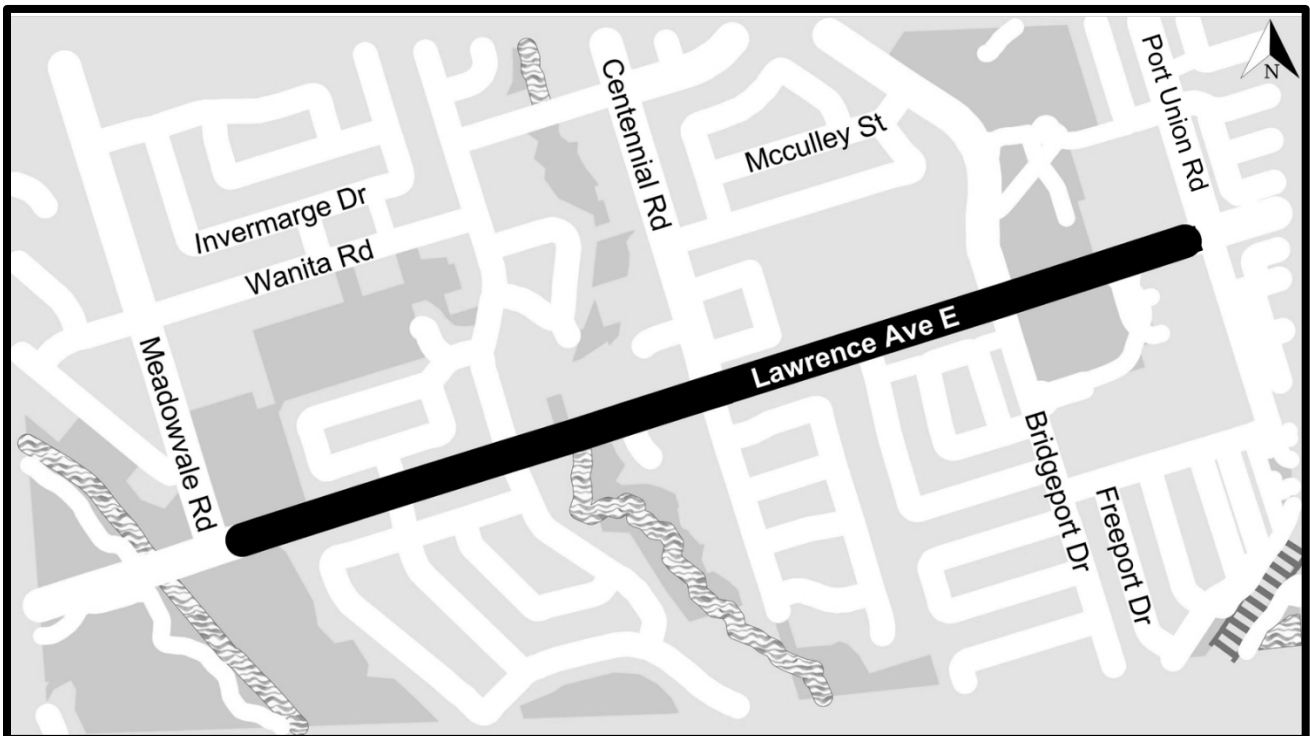 Port Union Rd
N
Centennial Rd
Mcculley St
Invermarge Dr
Wanita Rd
Lawrence Ave E
Meadowvale Rd
Bridgeport Dr
Freeport Dr